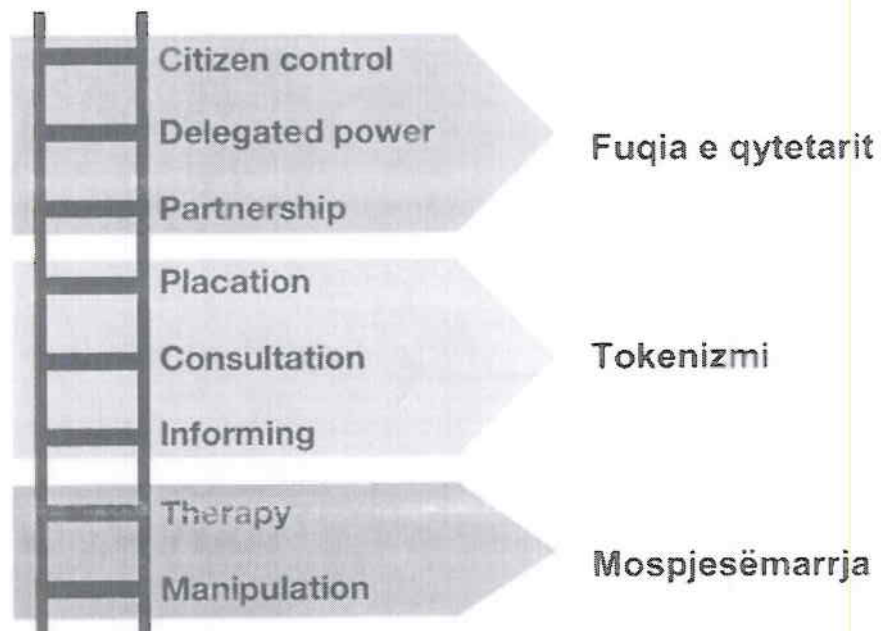 Citizen control
Delegated power
Partnership
Fuqia e qytetarit
Placation
Consultation
Informing
Tokenizmi
Therapy
Manipulation
Mospjesëmarrja